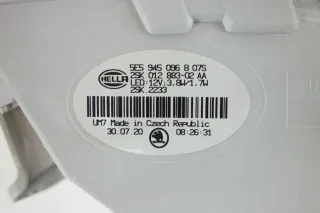 5E5 945 096 B 07S
HELLA
2SK 012 883-02 AA
LED:12V;3.8W/1.7W
2SK.2233
UM7 Made in Czech Republic
30.07.20 08:26:31